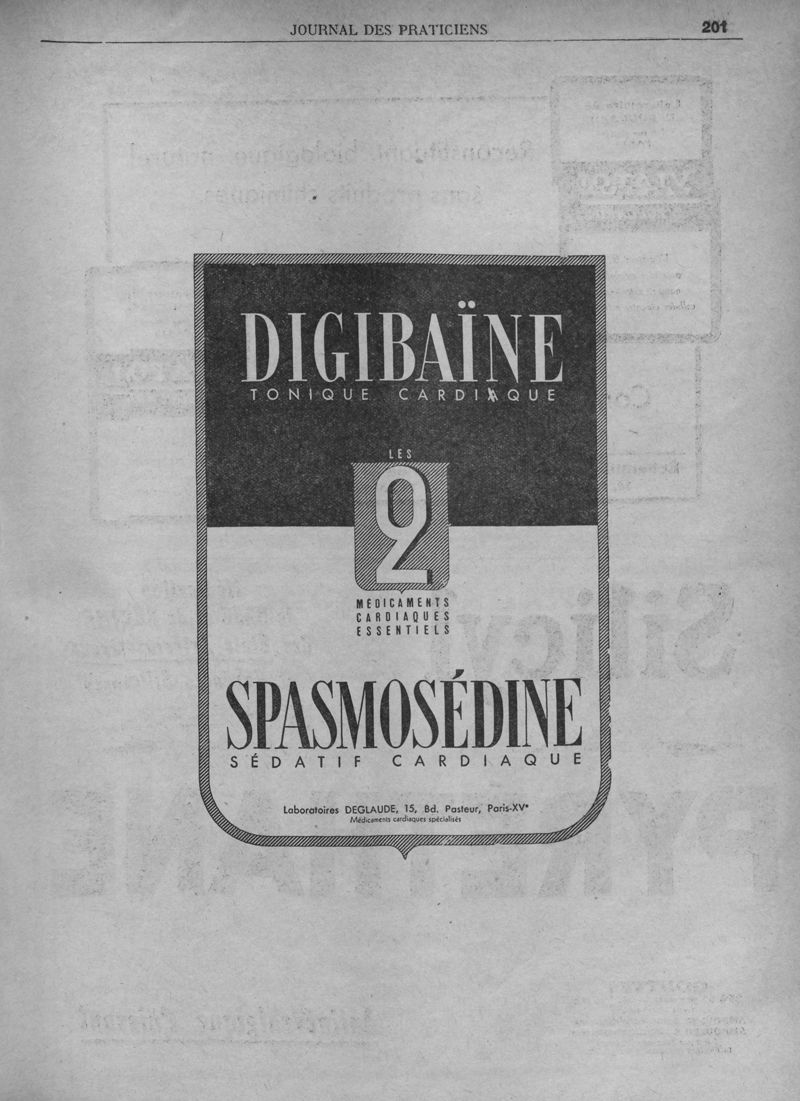 JOURNAL DES PRATICIENS
201
DIGIBAÏNE
TONIQUE CARDIAQUE
LES
2
MÉDICAMENTS
CARDIAQUES
ESSENTIELS
SPASMOSÉDINE
SÉDATIF CARDIAQUE
Laboratoires DEGLAUDE, 15, Bd. Pasteur, Paris-XVe
Médicaments cardiaques spécialisés